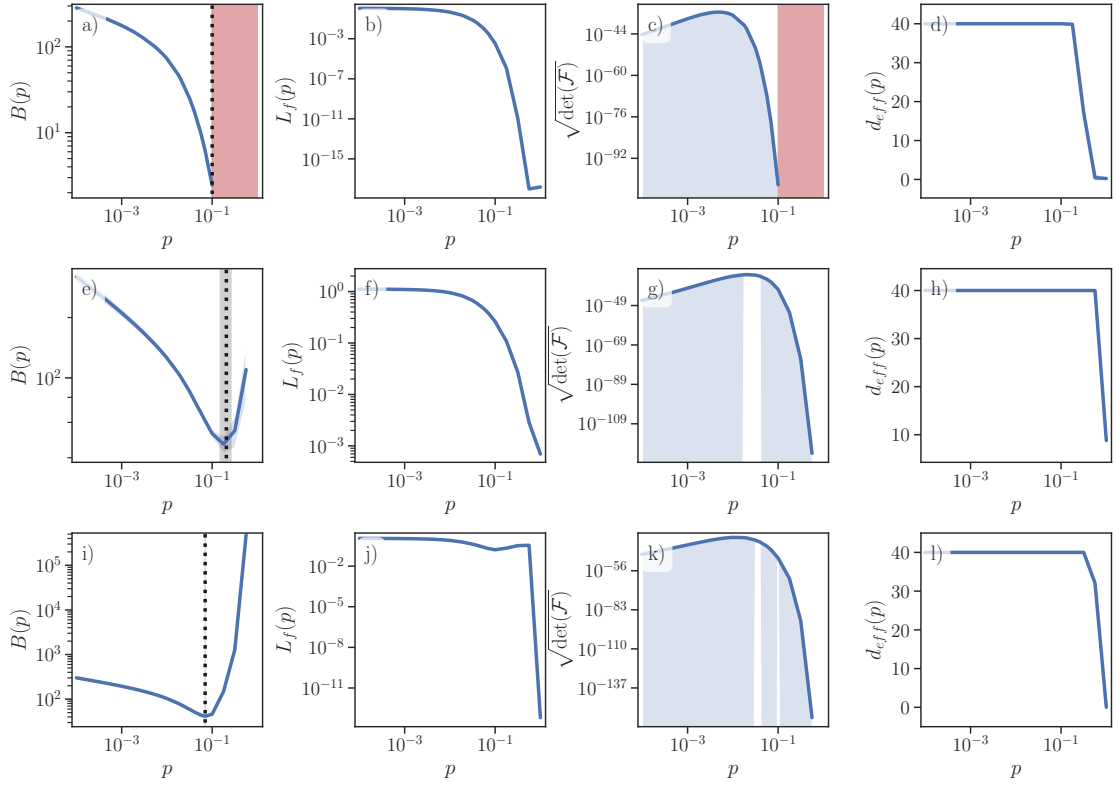 a)
10^2
10^1
B(p)
10^-3
10^-1
p
b)
10^-3
10^-7
10^-11
10^-15
L_f(p)
10^-3
10^-1
p
c)
10^-44
10^-60
10^-76
10^-92
√det(ℱ)
10^-3
10^-1
p
d)
40
30
20
10
0
d_eff(p)
10^-3
10^-1
p
e)
10^2
B(p)
10^-3
10^-1
p
f)
10^0
10^-1
10^-2
10^-3
L_f(p)
10^-3
10^-1
p
g)
10^-49
10^-69
10^-89
10^-109
√det(ℱ)
10^-3
10^-1
p
h)
40
30
20
10
d_eff(p)
10^-3
10^-1
p
i)
10^5
10^4
10^3
10^2
B(p)
10^-3
10^-1
p
j)
10^-2
10^-5
10^-8
10^-11
L_f(p)
10^-3
10^-1
p
k)
10^-56
10^-83
10^-110
10^-137
√det(ℱ)
10^-3
10^-1
p
l)
40
30
20
10
0
d_eff(p)
10^-3
10^-1
p